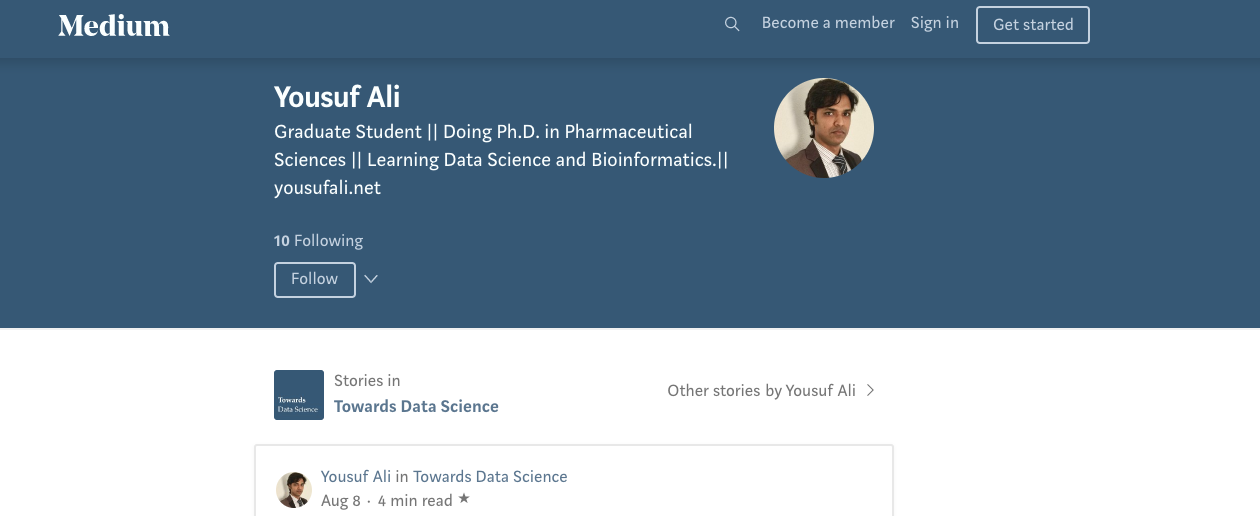 Medium
Become a member
Sign in
Get started
Yousuf Ali
Graduate Student || Doing Ph.D. in Pharmaceutical
Sciences || Learning Data Science and Bioinformatics.||
yousufali.net
10 Following
Follow
Towards
Data Science
Stories in
Towards Data Science
Other stories by Yousuf Ali
Yousuf Ali in Towards Data Science
Aug 8 · 4 min read ★